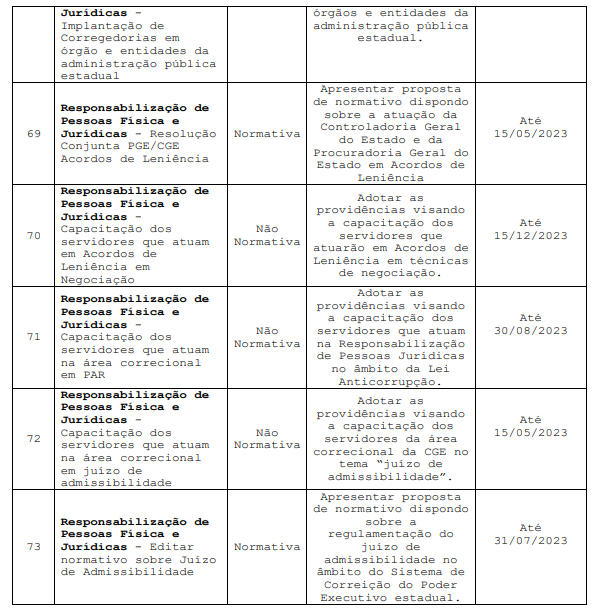 Jurídicas -
Implantação de
Corregedorias em
órgão e entidades da
administração pública
estadual
órgãos e entidades da
administração pública
estadual.
69
Responsabilização de
Pessoas Física e
Jurídicas - Resolução
Conjunta PGE/CGE
Acordos de Leniência
Normativa
Apresentar proposta
de normativo dispondo
sobre a atuação da
Controladoria Geral
do Estado e da
Procuradoria Geral do
Estado em Acordos de
Leniência
Até
15/05/2023
70
Responsabilização de
Pessoas Física e
Jurídicas -
Capacitação dos
servidores que atuam
em Acordos de
Leniência em
Negociação
Não
Normativa
Adotar as
providências visando
a capacitação dos
servidores que
atuarão em Acordos de
Leniência em técnicas
de negociação.
Até
15/12/2023
71
Responsabilização de
Pessoas Física e
Jurídicas -
Capacitação dos
servidores que atuam
na área correcional
em PAR
Não
Normativa
Adotar as
providências visando
a capacitação dos
servidores que atuam
na Responsabilização
de Pessoas Jurídicas
no âmbito da Lei
Anticorrupção.
Até
30/08/2023
72
Responsabilização de
Pessoas Física e
Jurídicas -
Capacitação dos
servidores que atuam
na área correcional
em juízo de
admissibilidade
Não
Normativa
Adotar as
providências visando
a capacitação dos
servidores da área
correcional da CGE no
tema “juízo de
admissibilidade”.
Até
15/05/2023
73
Responsabilização de
Pessoas Física e
Jurídicas - Editar
normativo sobre Juízo
de Admissibilidade
Normativa
Apresentar proposta
de normativo dispondo
sobre a
regulamentação do
juízo de
admissibilidade no
âmbito do Sistema de
Correição do Poder
Executivo estadual.
Até
31/07/2023